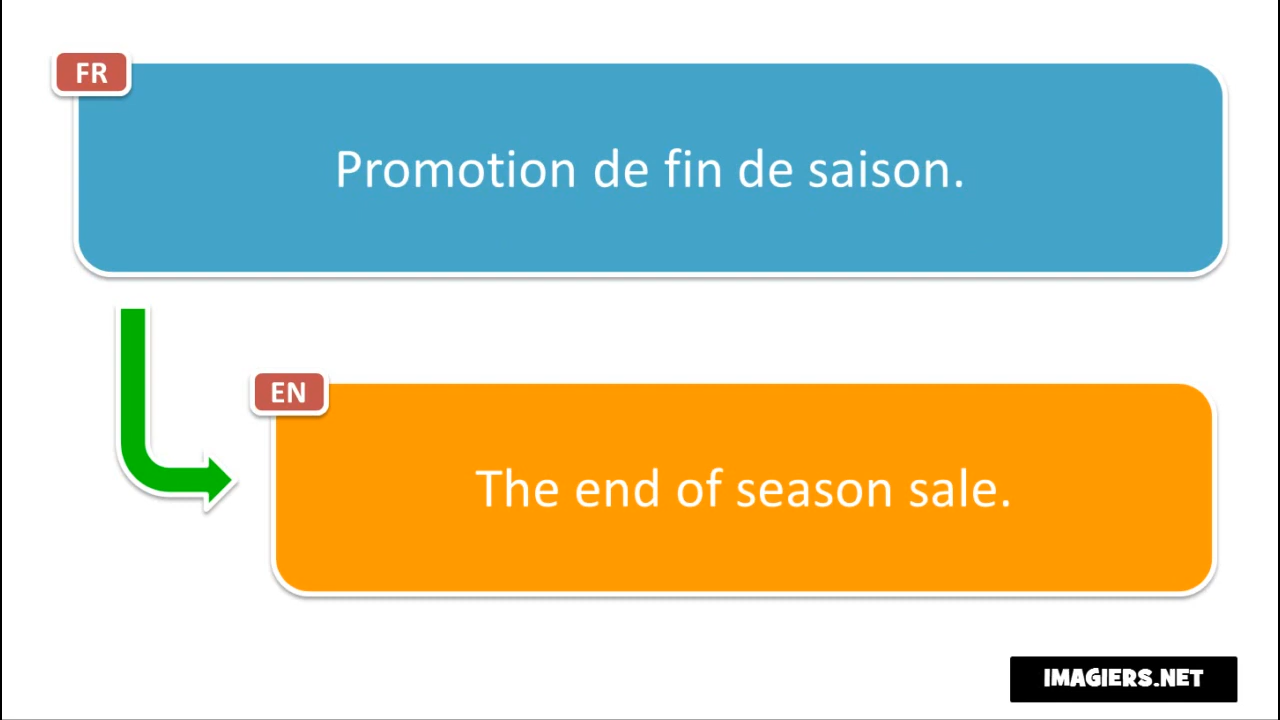 FR
Promotion de fin de saison.
EN
The end of season sale.
IMAGIERS.NET